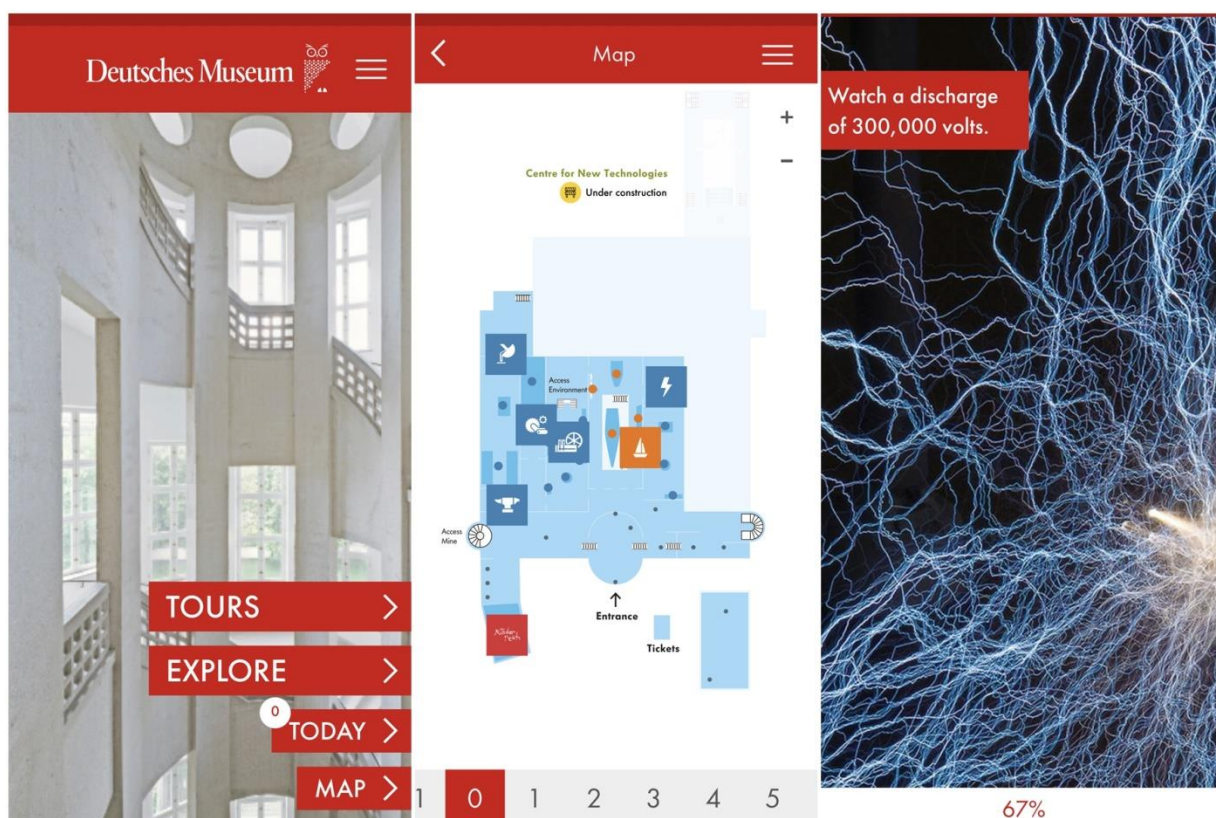 Deutsches Museum
TOURS
EXPLORE
0
TODAY
MAP
Map
+
−
Centre for New Technologies
Under construction
Access
Environment
Access
Mine
Entrance
Tickets
1 0 1 2 3 4 5
Watch a discharge
of 300,000 volts.
67%